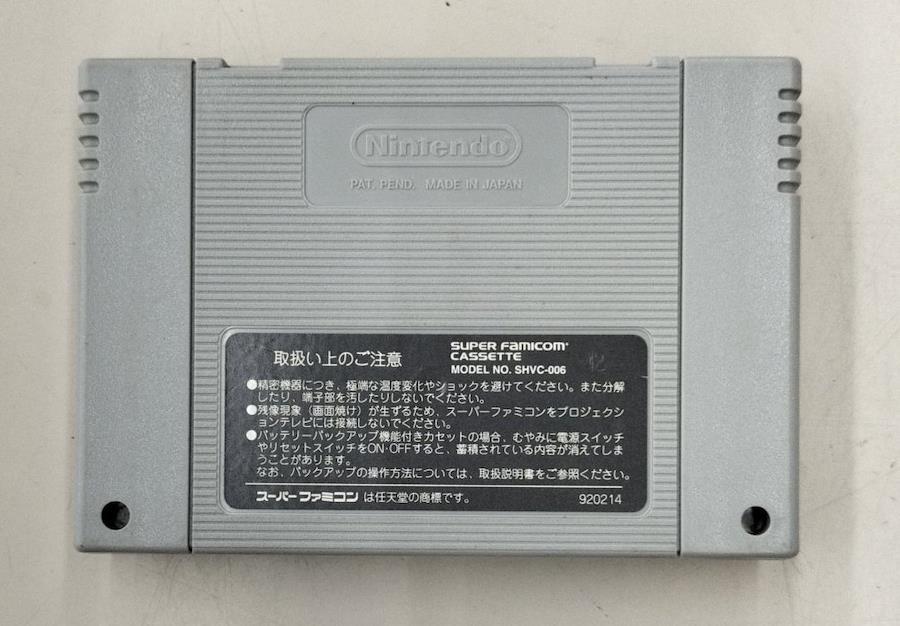 Nintendo
PAT. PEND. MADE IN JAPAN
取扱い上のご注意
SUPER FAMICOM
CASSETTE
MODEL NO. SHVC-006
●精密機器につき、極端な温度変化やショックを避けてください。また分解
したり、端子部を汚したりしないでください。
●残像現象（画面焼け）が生ずるため、スーパーファミコンをプロジェクシ
ョンテレビには接続しないでください。
●バッテリーバックアップ機能付きカセットの場合、むやみに電源スイッチ
やリセットスイッチをON・OFFすると、蓄積されている内容が消えてしま
うことがあります。
なお、バックアップの操作方法については、取扱説明書をご参照ください。
スーパーファミコン は任天堂の商標です。
920214